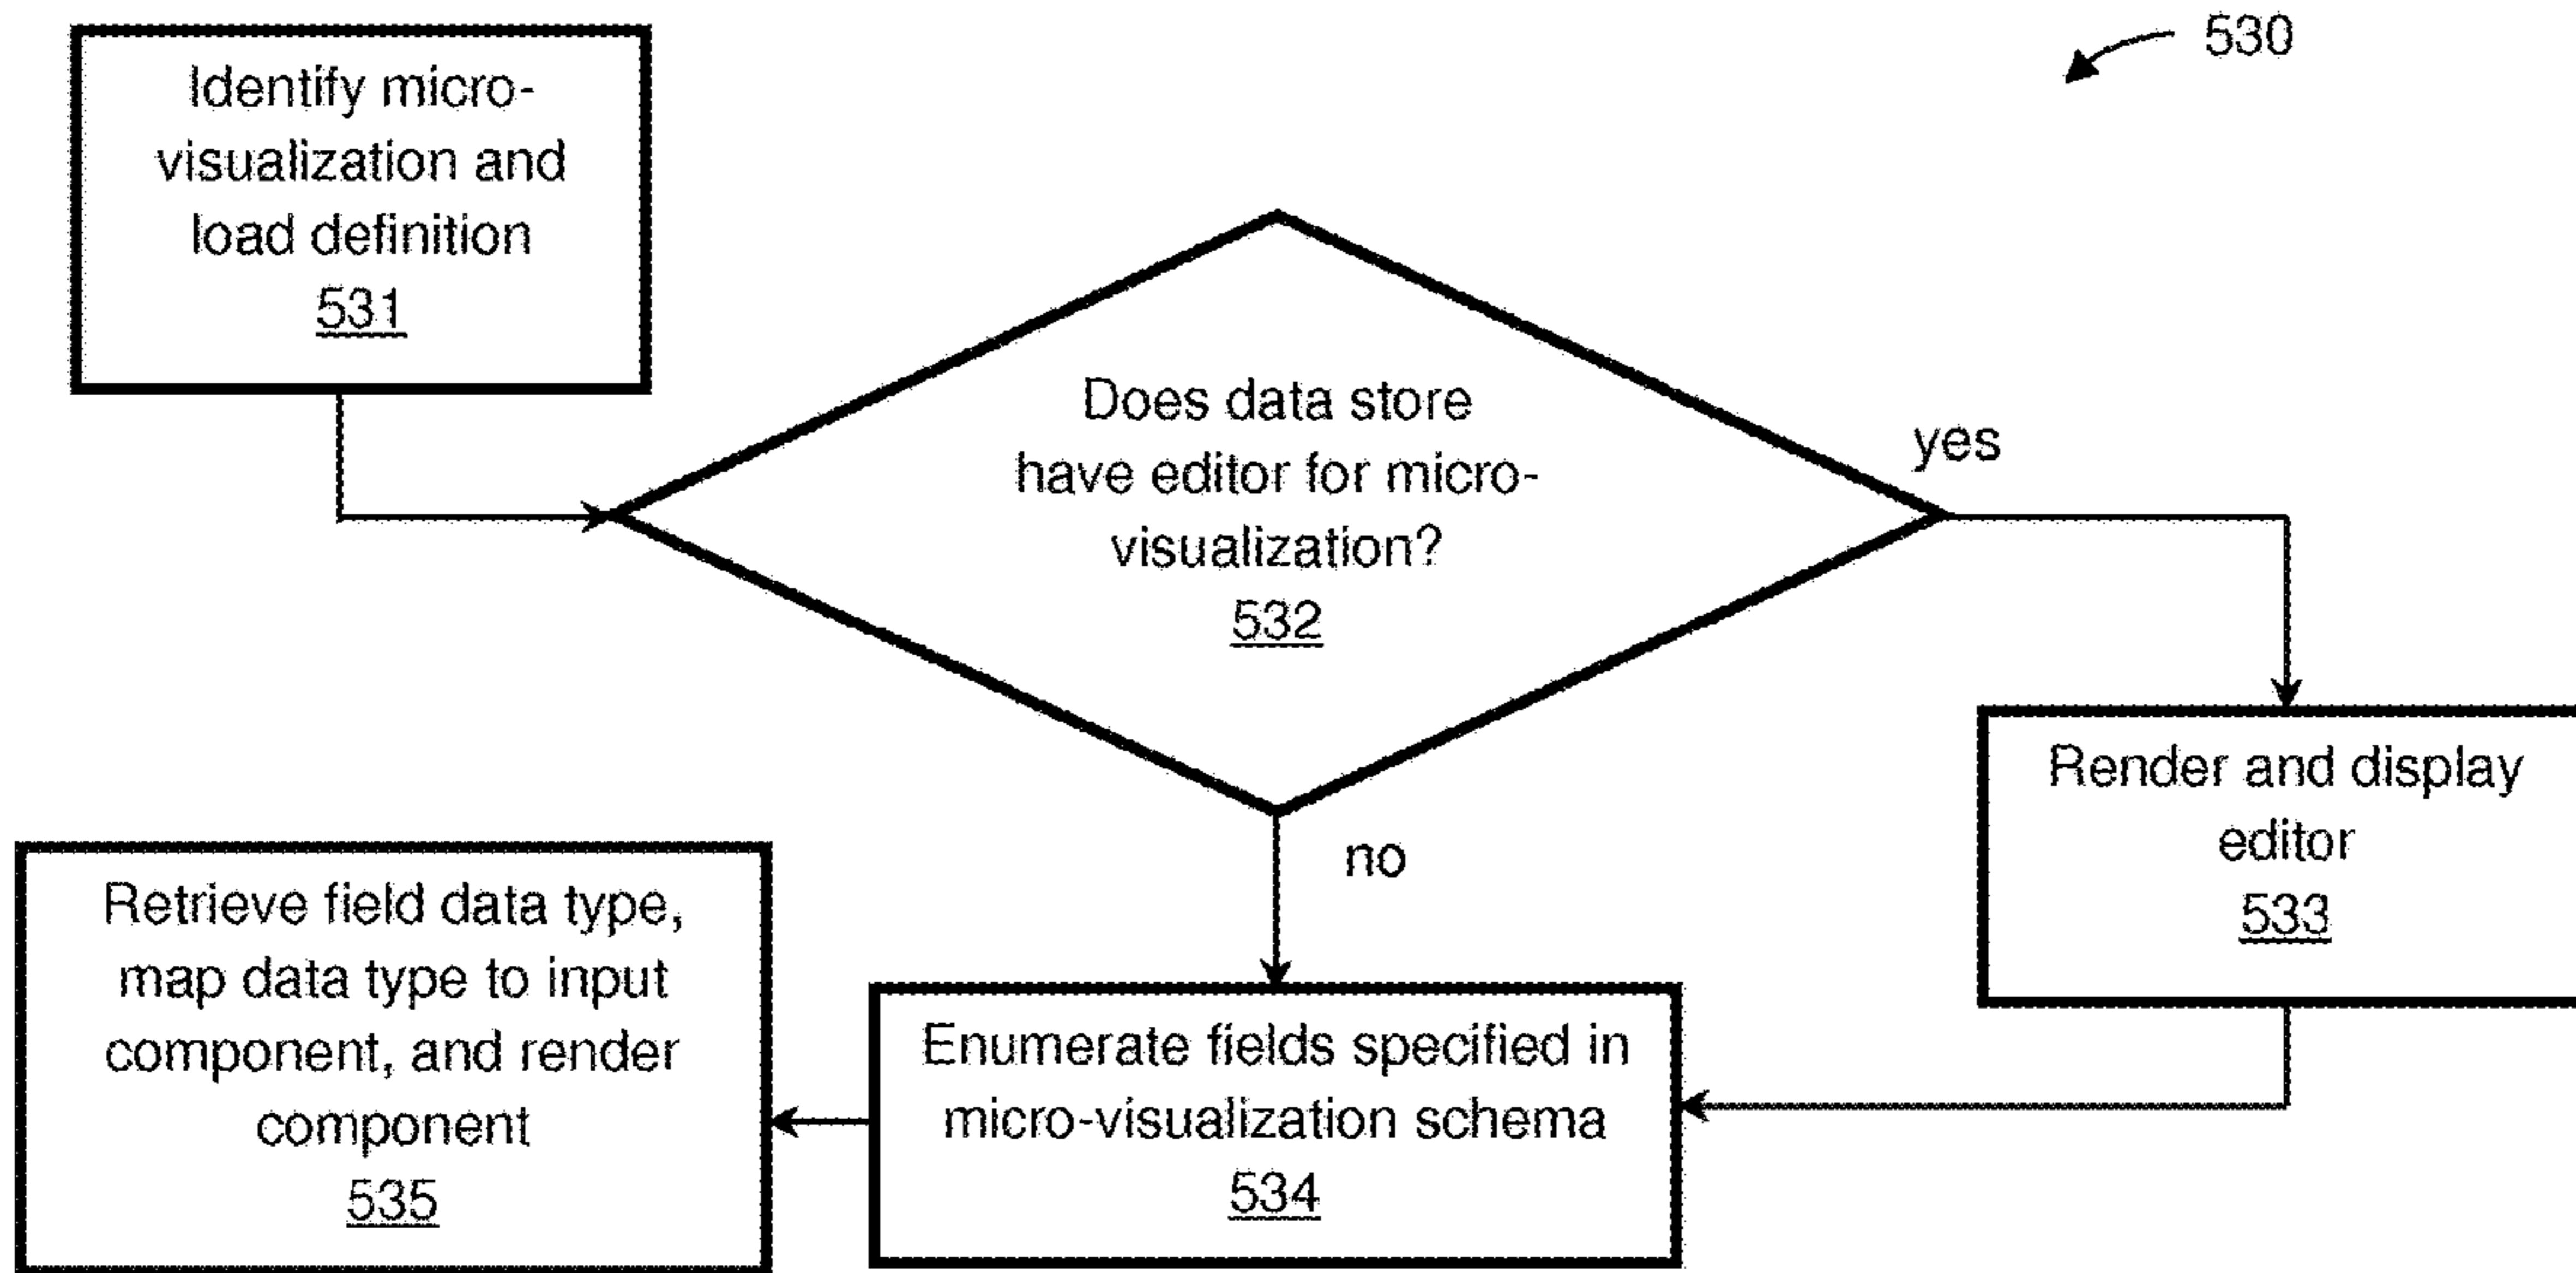 530
Identify micro-
visualization and
load definition
531
Does data store
have editor for micro-
visualization?
532
yes
no
Render and display
editor
533
Enumerate fields specified in
micro-visualization schema
534
Retrieve field data type,
map data type to input
component, and render
component
535